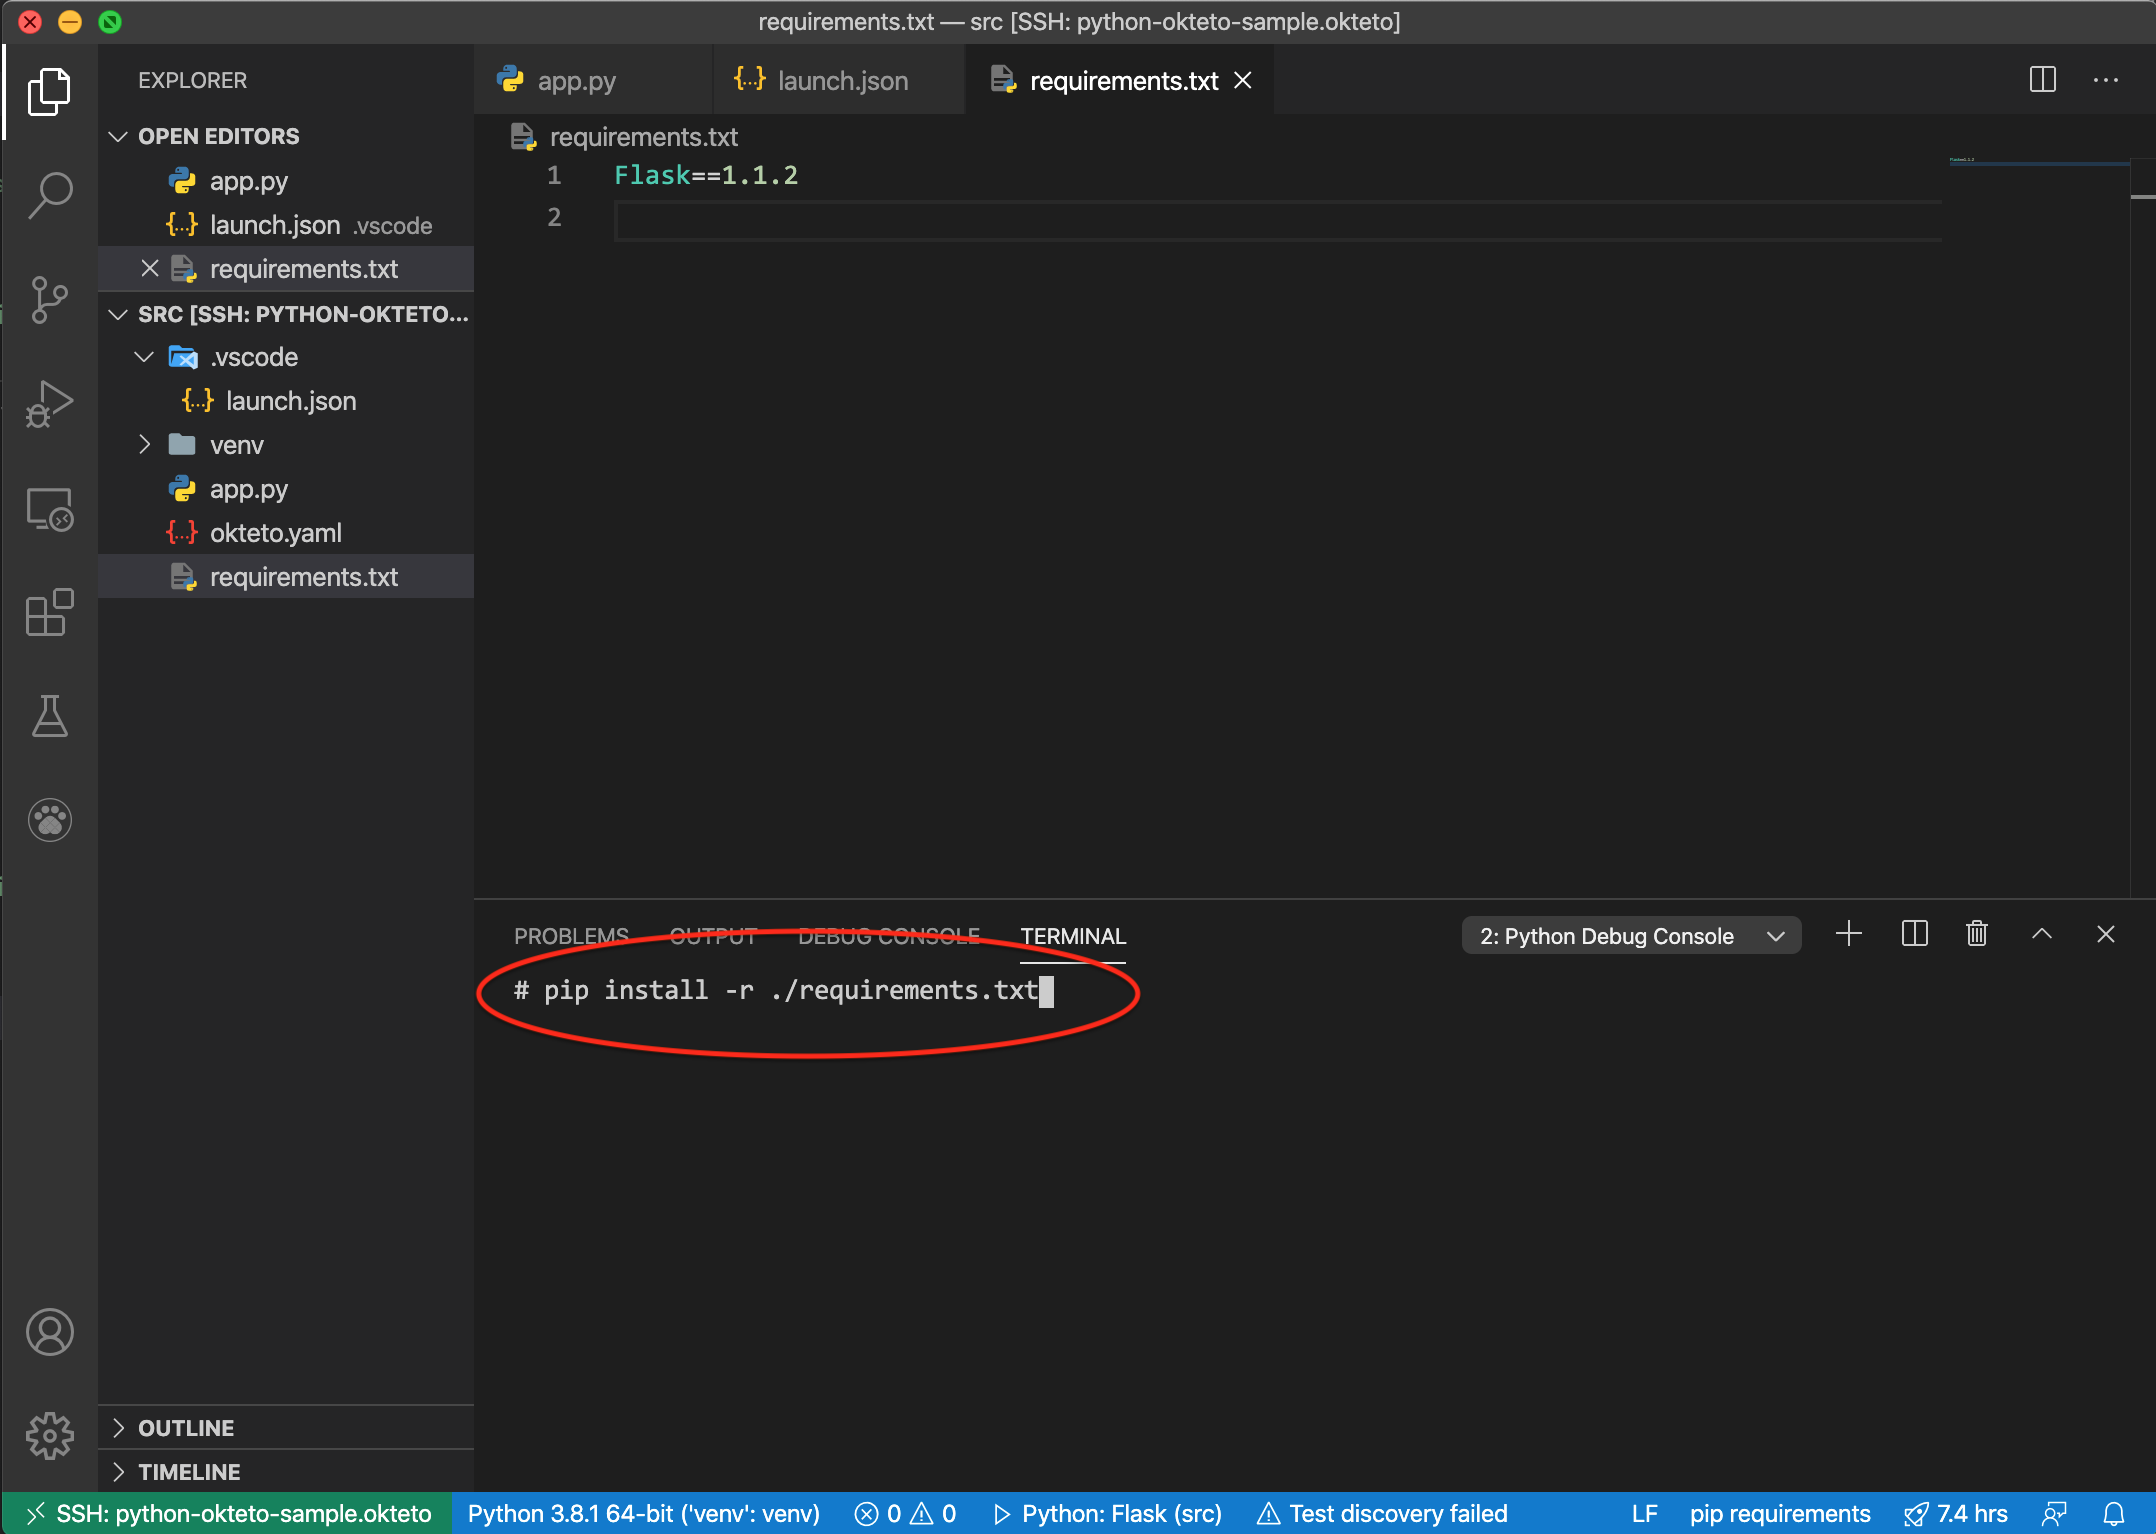 requirements.txt — src [SSH: python-okteto-sample.okteto]
EXPLORER
OPEN EDITORS
app.py
launch.json .vscode
requirements.txt
SRC [SSH: PYTHON-OKTETO...
.vscode
launch.json
venv
app.py
okteto.yaml
requirements.txt
OUTLINE
TIMELINE
app.py
launch.json
requirements.txt
requirements.txt
1 Flask==1.1.2
2
PROBLEMS OUTPUT DEBUG CONSOLE TERMINAL
2: Python Debug Console
# pip install -r ./requirements.txt
SSH: python-okteto-sample.okteto Python 3.8.1 64-bit ('venv': venv) 0 0 Python: Flask (src) Test discovery failed LF pip requirements 7.4 hrs